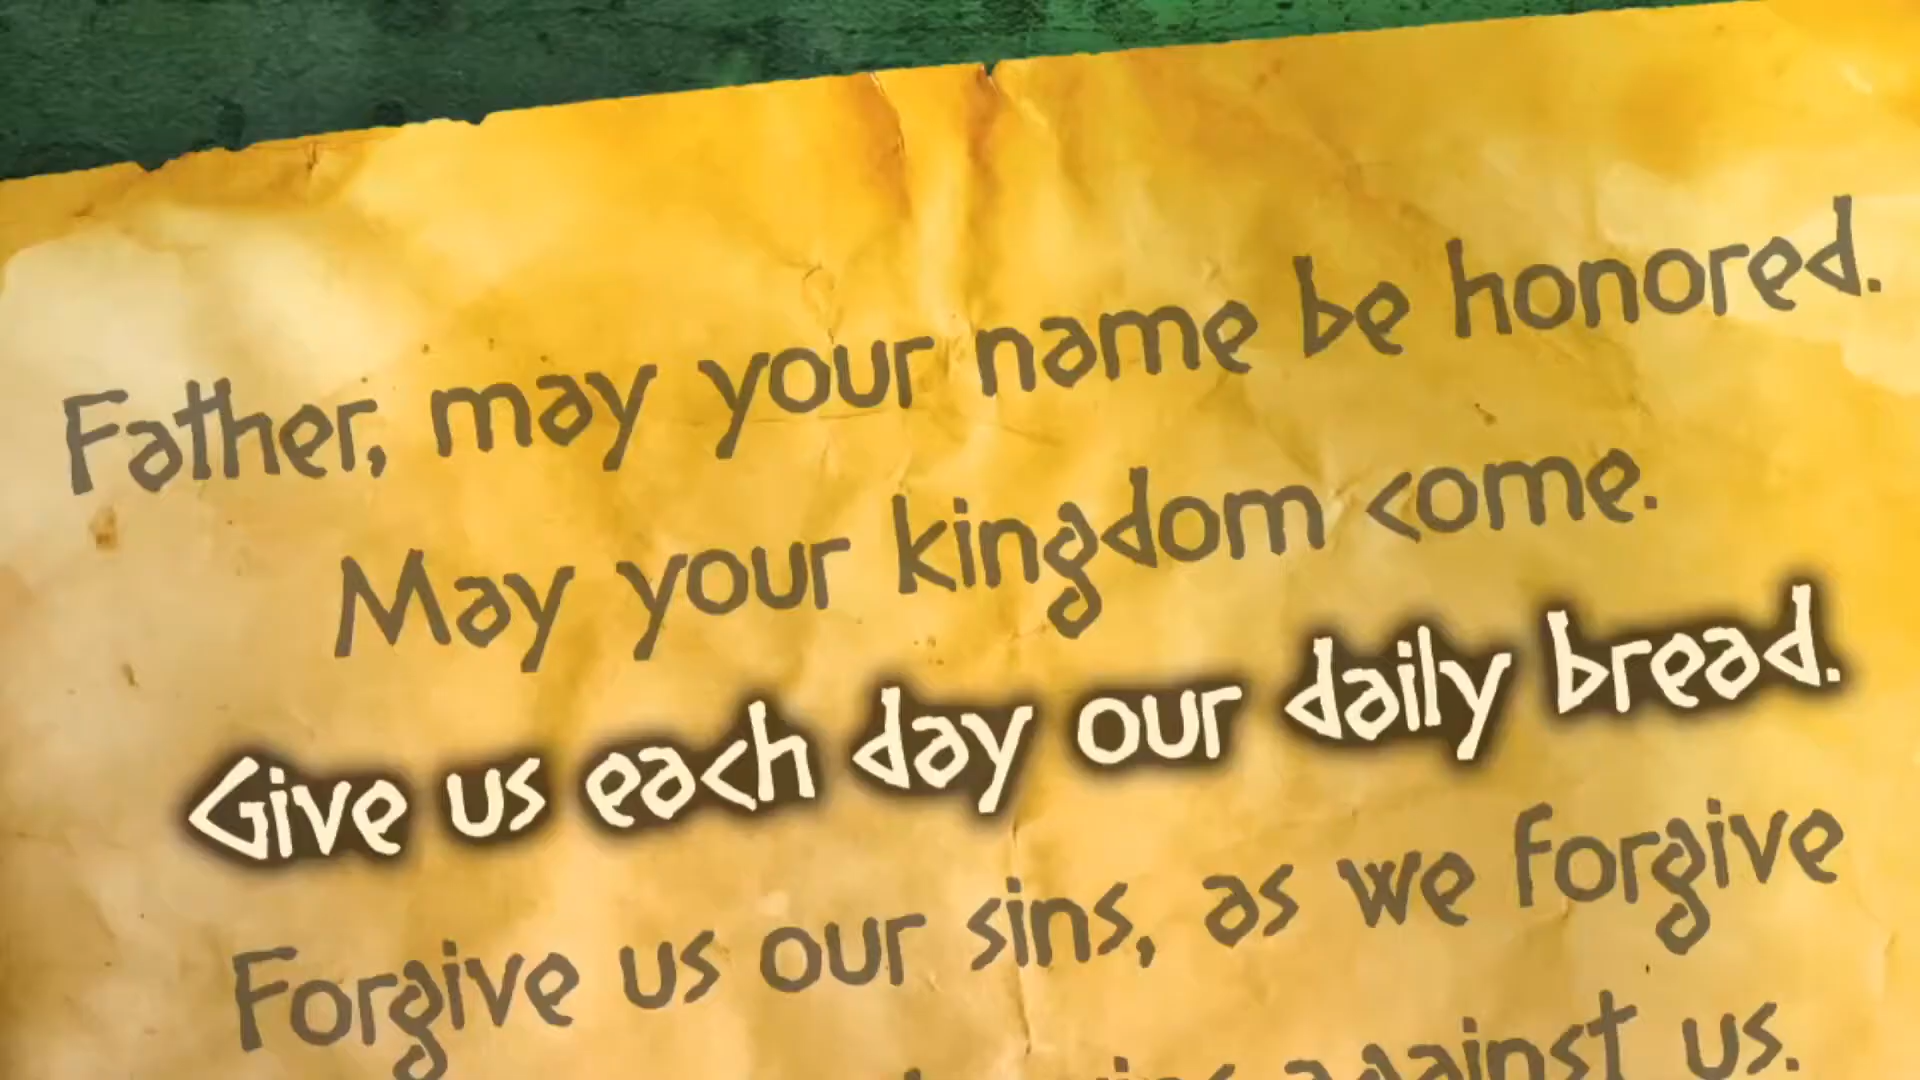 Father, may your name be honored.
May your kingdom come.
Give us each day our daily bread.
Forgive us our sins, as we forgive
against us.